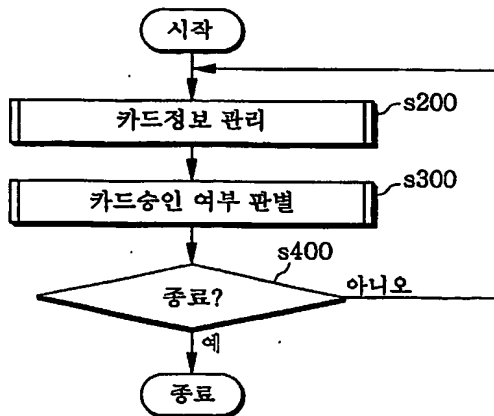 시작
카드정보 관리
s200
카드승인 여부 판별
s300
s400
종료?
아니오
예
종료